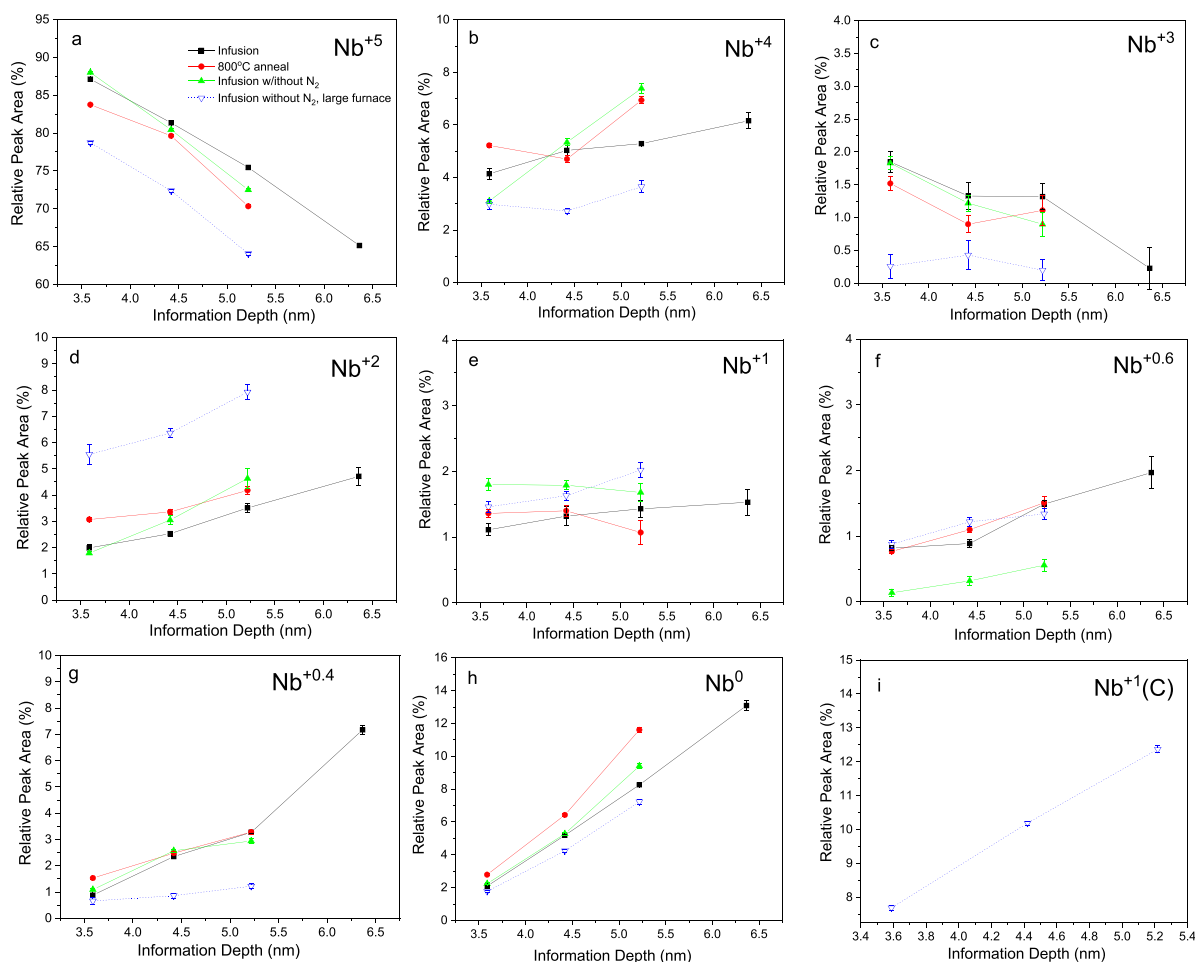 a
Nb+5
Infusion
800°C anneal
Infusion w/ithout N2
Infusion without N2, large furnace
95
90
85
80
75
70
65
60
Relative Peak Area (%)
3.5 4.0 4.5 5.0 5.5 6.0 6.5
Information Depth (nm)
b
Nb+4
10
8
6
4
2
0
Relative Peak Area (%)
3.5 4.0 4.5 5.0 5.5 6.0 6.5
Information Depth (nm)
c
Nb+3
4.0
3.5
3.0
2.5
2.0
1.5
1.0
0.5
0.0
Relative Peak Area (%)
3.5 4.0 4.5 5.0 5.5 6.0 6.5
Information Depth (nm)
d
Nb+2
10
9
8
7
6
5
4
3
2
1
0
Relative Peak Area (%)
3.5 4.0 4.5 5.0 5.5 6.0 6.5
Information Depth (nm)
e
Nb+1
4
3
2
1
0
Relative Peak Area (%)
3.5 4.0 4.5 5.0 5.5 6.0 6.5
Information Depth (nm)
f
Nb+0.6
4
3
2
1
0
Relative Peak Area (%)
3.5 4.0 4.5 5.0 5.5 6.0 6.5
Information Depth (nm)
g
Nb+0.4
10
9
8
7
6
5
4
3
2
1
0
Relative Peak Area (%)
3.5 4.0 4.5 5.0 5.5 6.0 6.5
Information Depth (nm)
h
Nb0
16
14
12
10
8
6
4
2
0
Relative Peak Area (%)
3.5 4.0 4.5 5.0 5.5 6.0 6.5
Information Depth (nm)
i
Nb+1(C)
15
14
13
12
11
10
9
8
Relative Peak Area (%)
3.4 3.6 3.8 4.0 4.2 4.4 4.6 4.8 5.0 5.2 5.4
Information Depth (nm)